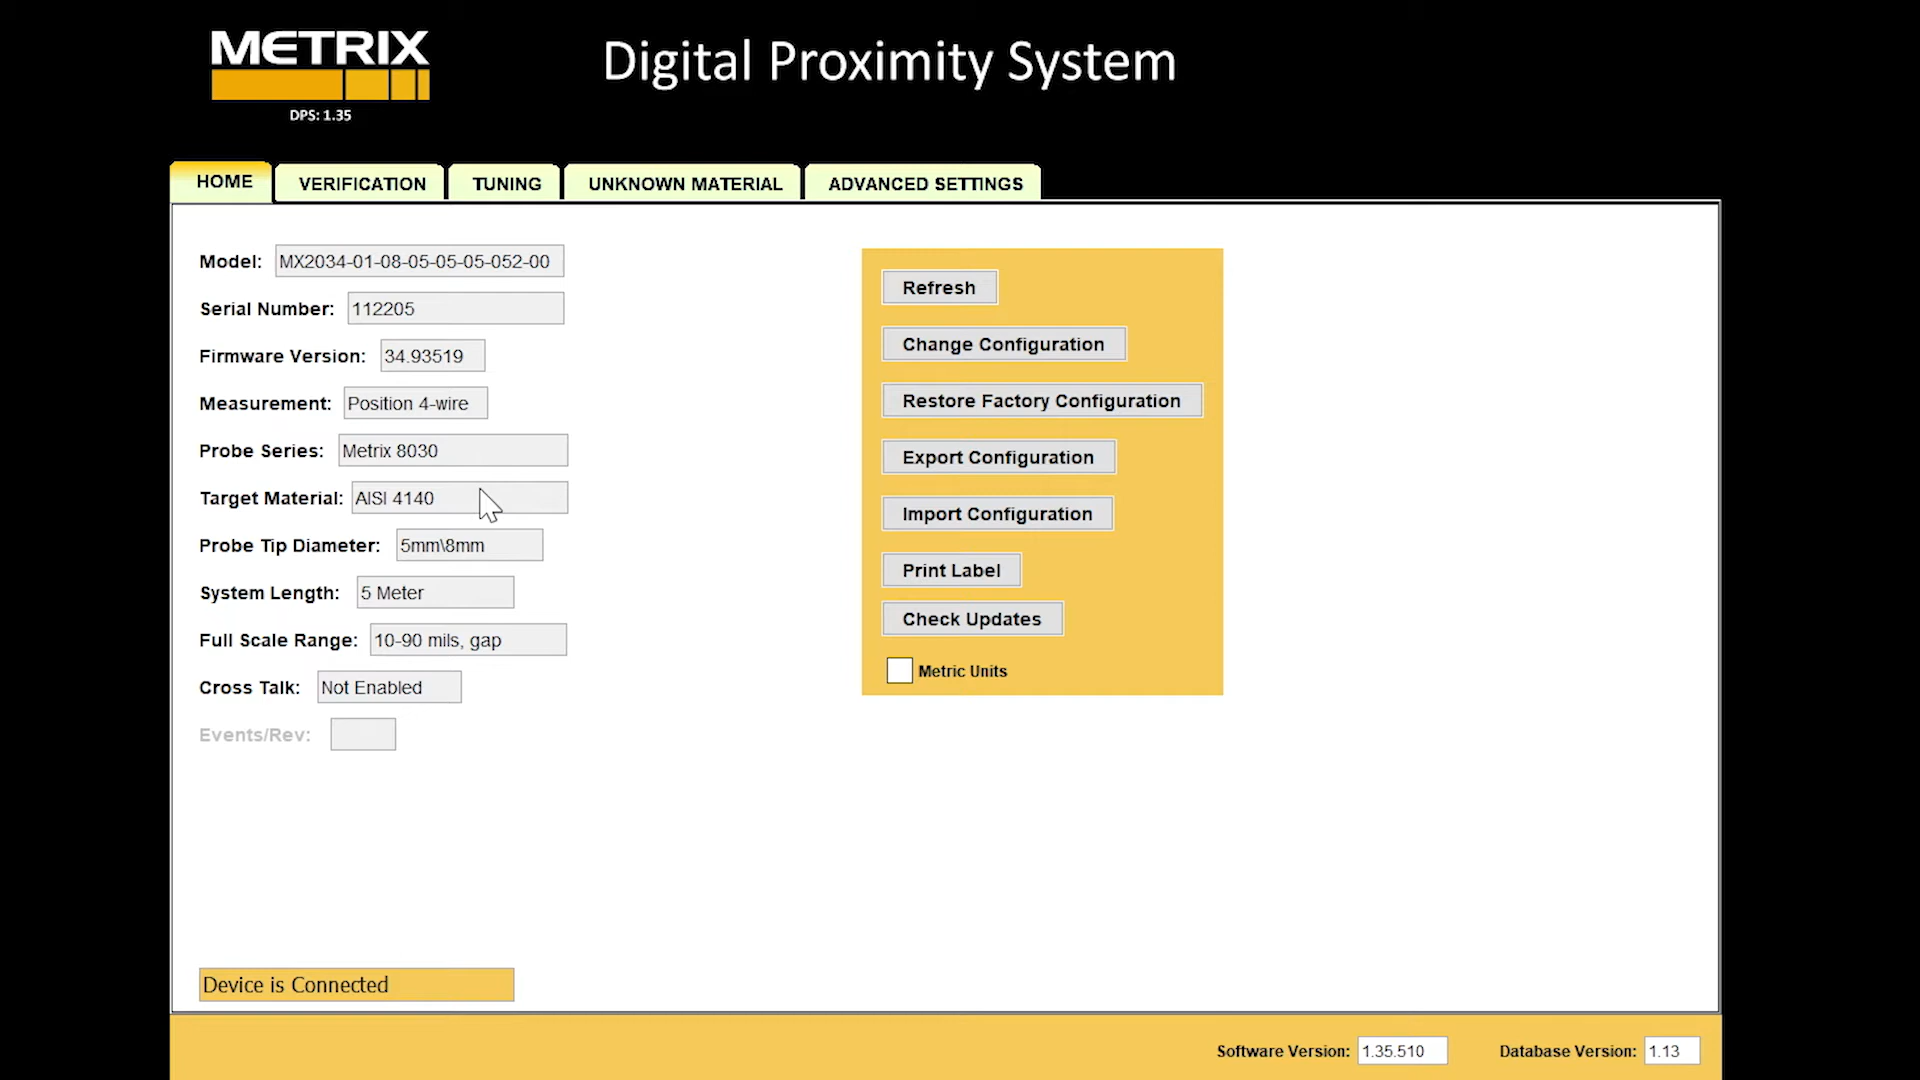 METRIX
DPS: 1.35
Digital Proximity System
HOME
VERIFICATION
TUNING
UNKNOWN MATERIAL
ADVANCED SETTINGS
Model: MX2034-01-08-05-05-05-052-00
Serial Number: 112205
Firmware Version: 34.93519
Measurement: Position 4-wire
Probe Series: Metrix 8030
Target Material: AISI 4140
Probe Tip Diameter: 5mm\8mm
System Length: 5 Meter
Full Scale Range: 10-90 mils, gap
Cross Talk: Not Enabled
Events/Rev:
Refresh
Change Configuration
Restore Factory Configuration
Export Configuration
Import Configuration
Print Label
Check Updates
Metric Units
Device is Connected
Software Version: 1.35.510
Database Version: 1.13